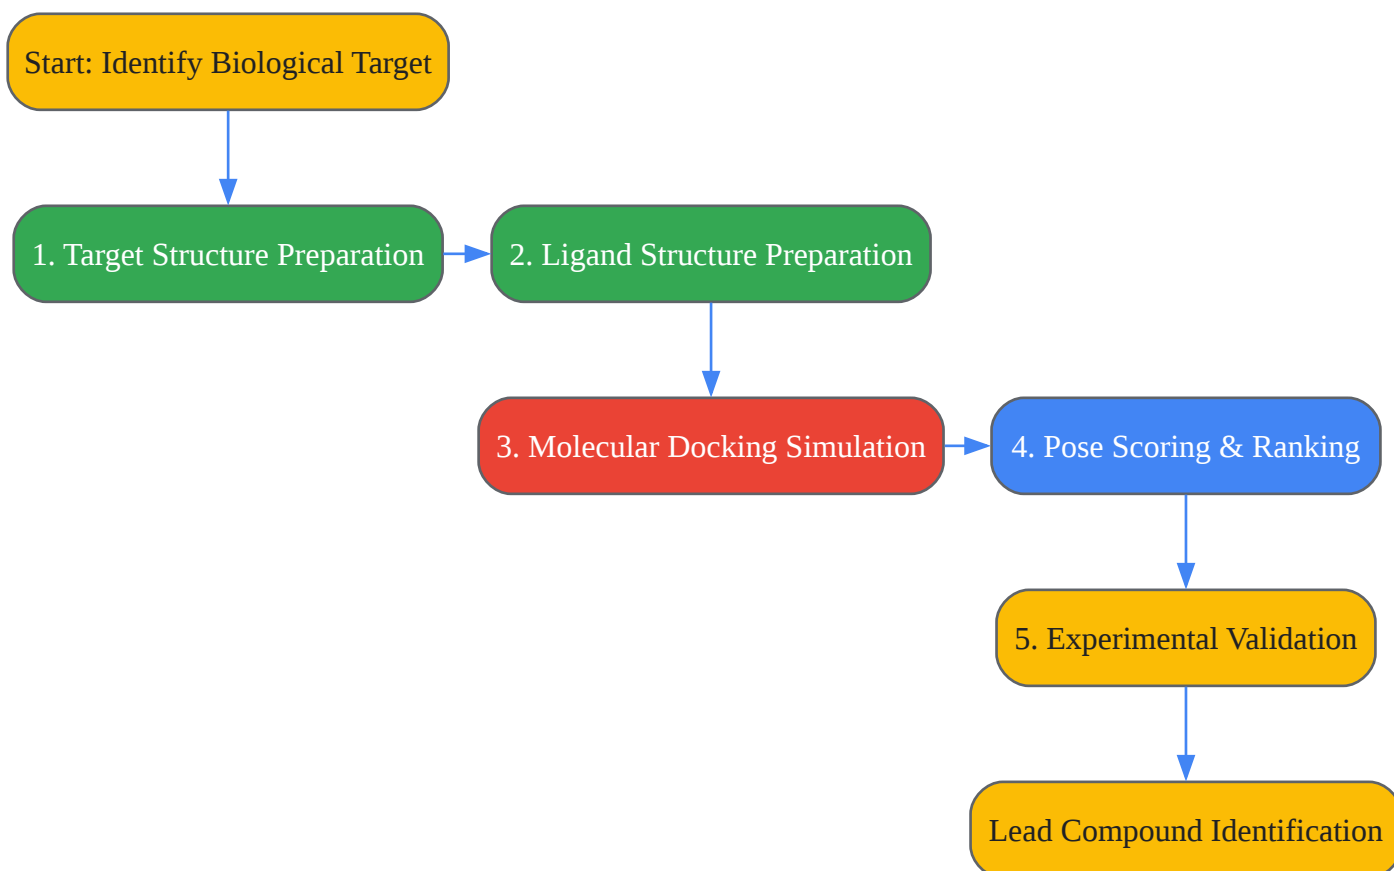 Start: Identify Biological Target
1. Target Structure Preparation
2. Ligand Structure Preparation
3. Molecular Docking Simulation
4. Pose Scoring & Ranking
5. Experimental Validation
Lead Compound Identification